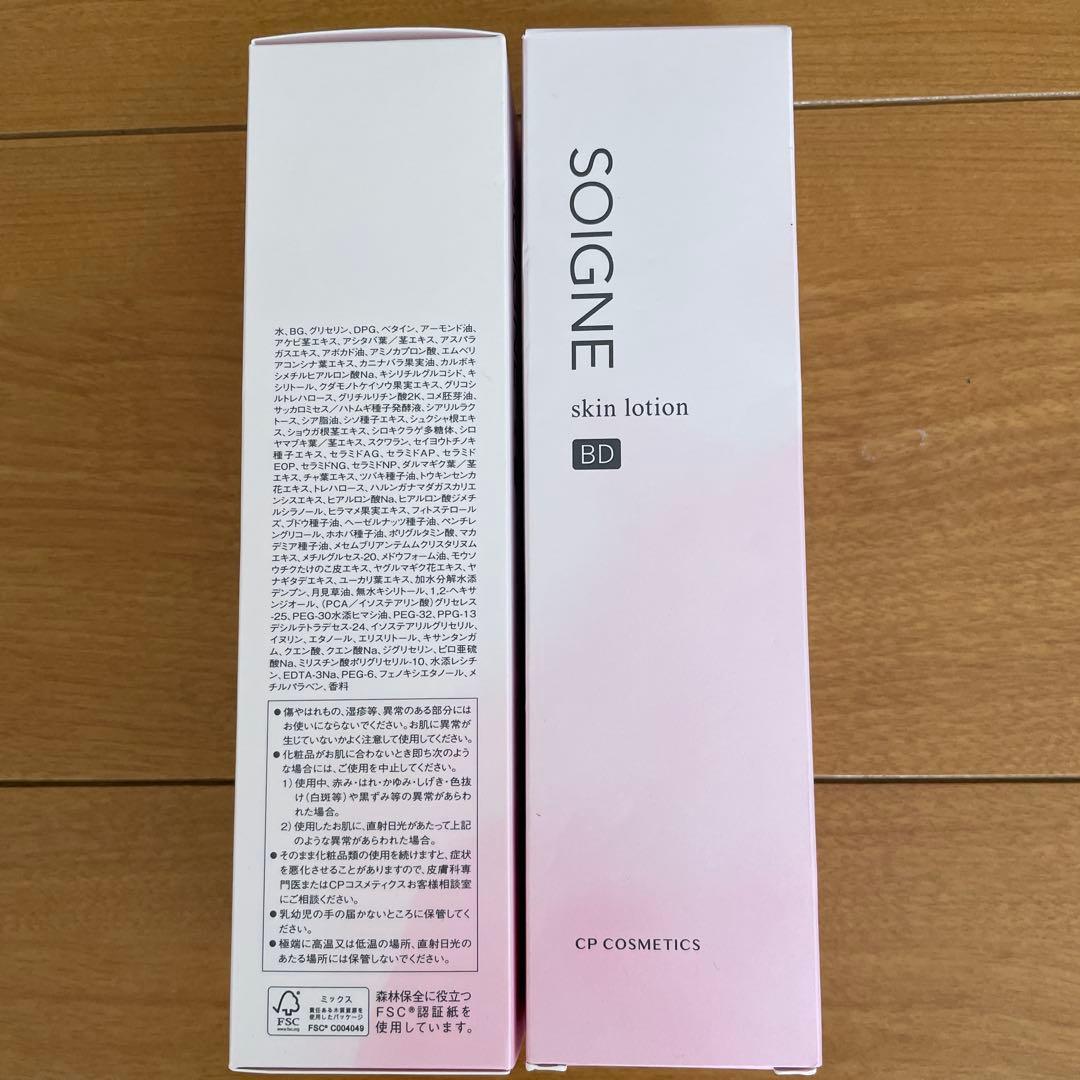 水、BG、グリセリン、DPG、ベタイン、アーモンド油、
アケビ茎エキス、アシタバ葉／茎エキス、アスパラ
ガスエキス、アボカド油、アミノカプロン酸、エムベリ
アコンシナ葉エキス、カニナバラ果実油、カルボキ
シメチルヒアルロン酸Na、キシリチルグルコシド、キ
シリトール、クダモノトケイソウ果実エキス、グリコシ
ルトレハロース、グリチルリチン酸2K、コメ胚芽油、
サッカロミセス／ハトムギ種子発酵液、シアリルラク
トース、シア脂油、シソ種子エキス、シュクシャ根エキ
ス、ショウガ根茎エキス、シロキクラゲ多糖体、シロ
ヤマブキ葉／茎エキス、スクワラン、セイヨウトチノキ
種子エキス、セラミドAG、セラミドAP、セラミド
EOP、セラミドNG、セラミドNP、ダルマギク葉／茎
エキス、チャ葉エキス、ツバキ種子油、トウキンセンカ
花エキス、トレハロース、ハルンガナマダガスカリエ
ンシスエキス、ヒアルロン酸Na、ヒアルロン酸ジメチ
ルシラノール、ヒラマメ果実エキス、フィトステロール
ズ、ブドウ種子油、ヘーゼルナッツ種子油、ペンチレ
ングリコール、ホホバ種子油、ポリグルタミン酸、マカ
デミア種子油、メセムブリアンテムムクリスタリヌム
エキス、メチルグルセス-20、メドウフォーム油、モウソ
ウチクたけのこ皮エキス、ヤグルマギク花エキス、ヤ
ナギタデエキス、ユーカリ葉エキス、加水分解水添
デンプン、月見草油、無水キシリトール、1,2-ヘキサ
ンジオール、(PCA／イソステアリン酸)グリセレス
-25、PEG-30水添ヒマシ油、PEG-32、PPG-13
デシルテトラデセス-24、イソステアリルグリセリル、
イヌリン、エタノール、エリスリトール、キサンタンガ
ム、クエン酸、クエン酸Na、ジグリセリン、ピロ亜硫
酸Na、ミリスチン酸ポリグリセリル-10、水添レシチ
ン、EDTA-3Na、PEG-6、フェノキシエタノール、メ
チルパラベン、香料
●傷やはれもの、湿疹等、異常のある部分には
お使いにならないでください。お肌に異常が
生じていないかよく注意して使用してください。
●化粧品がお肌に合わないとき即ち次のよう
な場合には、ご使用を中止してください。
1)使用中、赤み・はれ・かゆみ・しげき・色抜
け(白斑等)や黒ずみ等の異常があらわ
れた場合。
2)使用したお肌に、直射日光があたって上記
のような異常があらわれた場合。
●そのまま化粧品類の使用を続けますと、症状
を悪化させることがありますので、皮膚科専
門医またはCPコスメティクスお客様相談室
にご相談ください。
●乳幼児の手の届かないところに保管してく
ださい。
●極端に高温又は低温の場所、直射日光の
あたる場所には保管しないでください。
FSC
www.fsc.org
ミックス
責任ある木質資源を
使用したパッケージ
FSC® C004049
森林保全に役立つ
FSC®認証紙を
使用しています。
SOIGNE
skin lotion
BD
CP COSMETICS